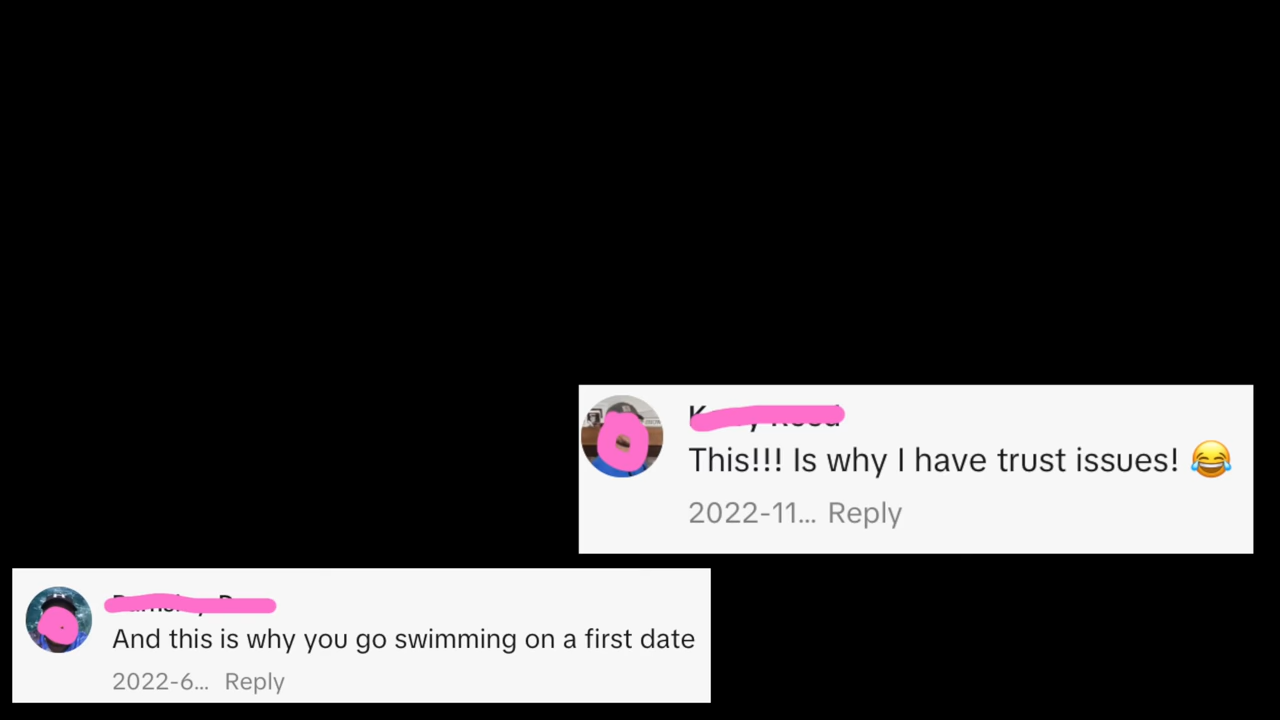 This!!! Is why I have trust issues! 😂
2022-11... Reply
And this is why you go swimming on a first date
2022-6... Reply